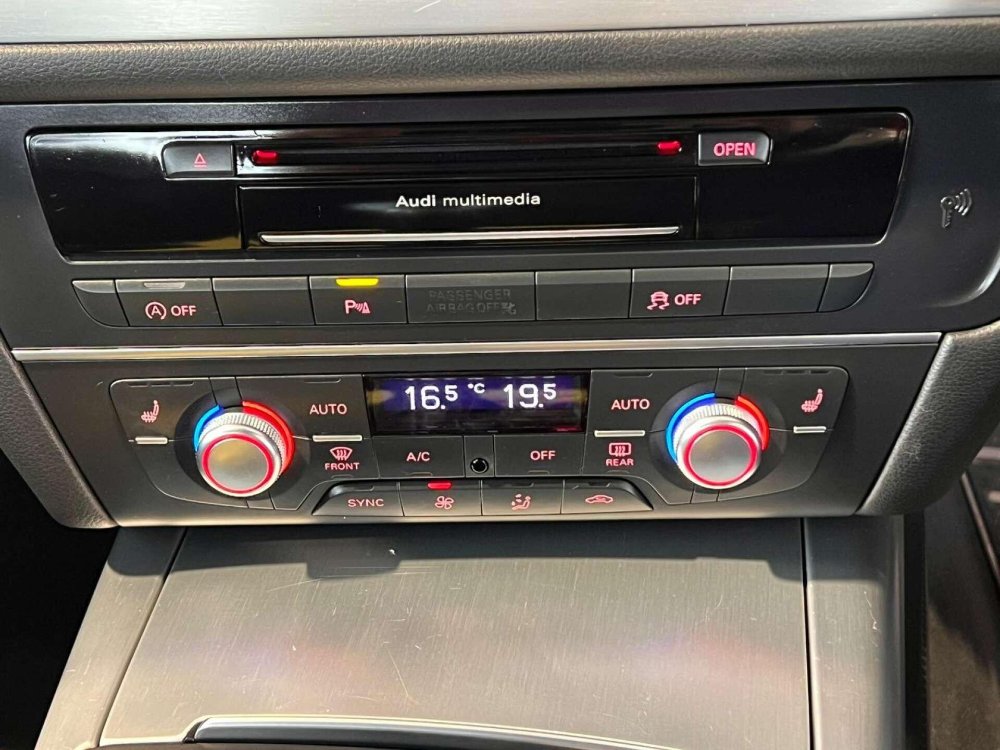 OPEN
Audi multimedia
A OFF
P
PASSENGER
AIRBAG OFF
OFF
AUTO
16.5 °C 19.5
AUTO
FRONT
A/C
OFF
REAR
SYNC